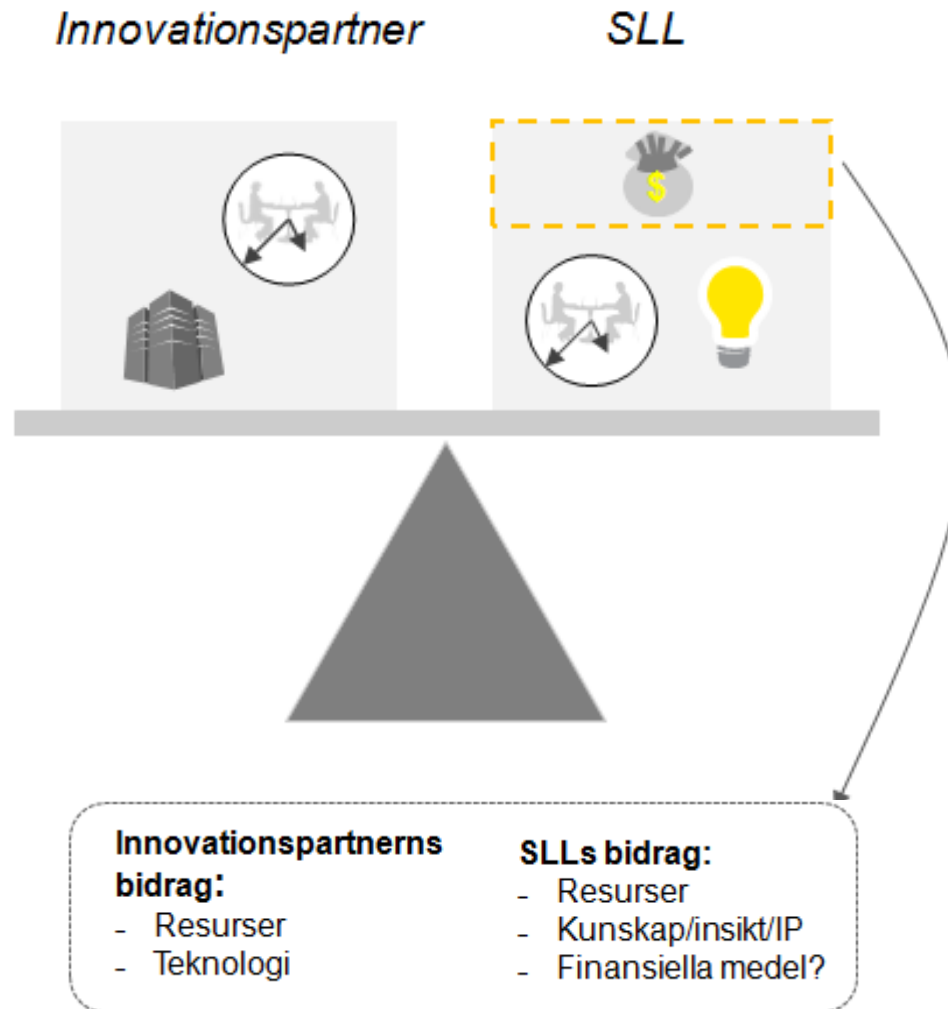 Innovationspartner
SLL
$
Innovationspartnerns
bidrag:
- Resurser
- Teknologi
SLLs bidrag:
- Resurser
- Kunskap/insikt/IP
- Finansiella medel?